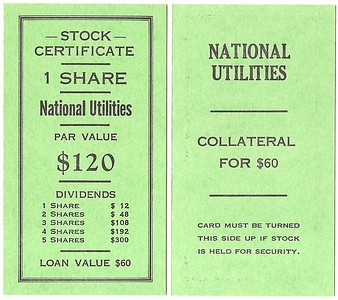 —STOCK—
CERTIFICATE
1 SHARE
National Utilities
PAR VALUE
$120
DIVIDENDS
1 SHARE $ 12
2 SHARES $ 48
3 SHARES $108
4 SHARES $192
5 SHARES $300
LOAN VALUE $60
NATIONAL
UTILITIES
COLLATERAL
FOR $60
CARD MUST BE TURNED
THIS SIDE UP IF STOCK
IS HELD FOR SECURITY.